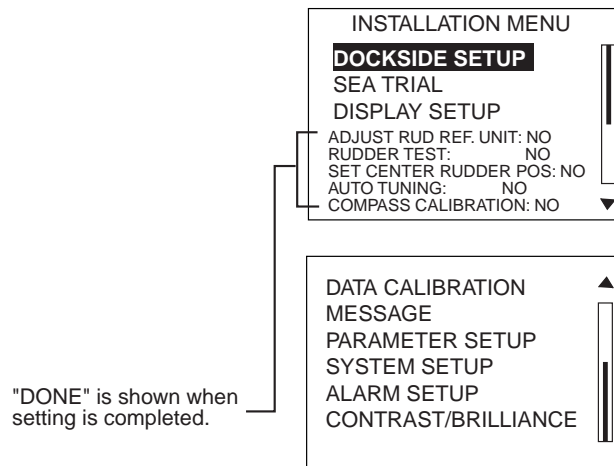 INSTALLATION MENU
DOCKSIDE SETUP
SEA TRIAL
DISPLAY SETUP
ADJUST RUD REF. UNIT: NO
RUDDER TEST: NO
SET CENTER RUDDER POS: NO
AUTO TUNING: NO
COMPASS CALIBRATION: NO
DATA CALIBRATION
MESSAGE
PARAMETER SETUP
SYSTEM SETUP
ALARM SETUP
CONTRAST/BRILLIANCE
"DONE" is shown when
setting is completed.